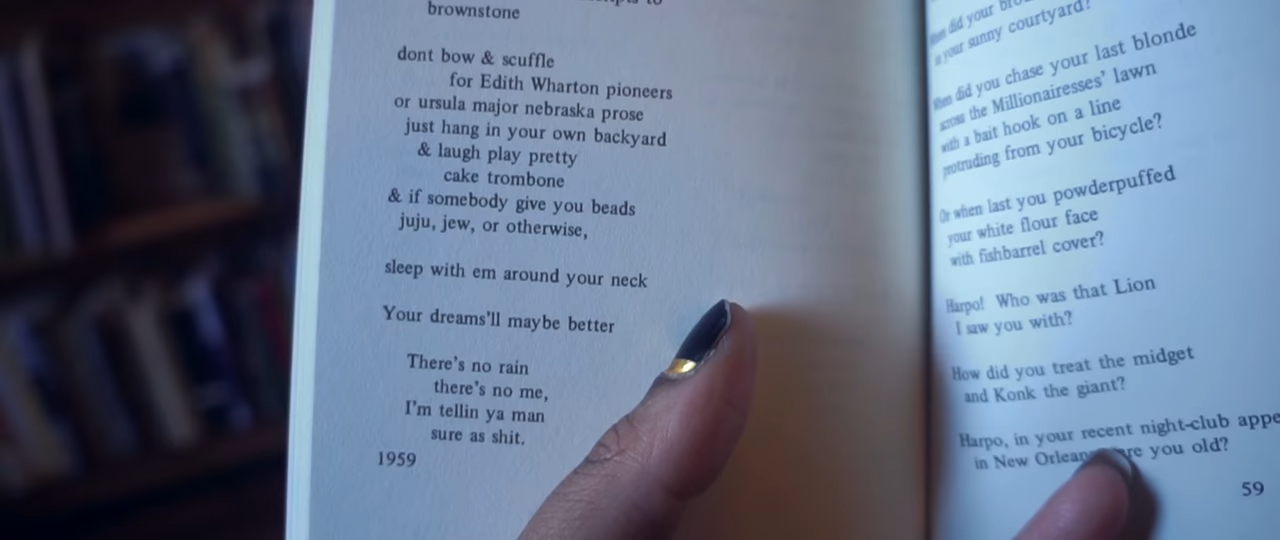 to
brownstone
dont bow & scuffle
for Edith Wharton pioneers
or ursula major nebraska prose
just hang in your own backyard
& laugh play pretty
cake trombone
& if somebody give you beads
juju, jew, or otherwise,
sleep with em around your neck
Your dreams'll maybe better
There's no rain
there's no me,
I'm tellin ya man
sure as shit.
1959
When did your
in your sunny courtyard?
When did you chase your last blonde
across the Millionairesses' lawn
with a bait hook on a line
protruding from your bicycle?
Or when last you powderpuffed
your white flour face
with fishbarrel cover?
Harpo! Who was that Lion
I saw you with?
How did you treat the midget
and Konk the giant?
Harpo, in your recent night-club appe
in New Orleans you old?
59